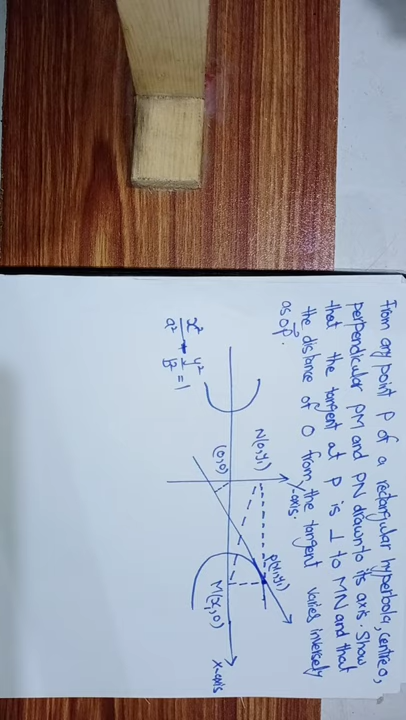 From any point P of a rectangular hyperbola, centre O,
perpendicular PM and PN drawn to its axis. Show
that the tangent at P is ⊥ to MN and that
the distance of O from the tangent varies inversely
as OP.
Y-axis.
N(0,y₁)
P(x₁,y₁)
(0,0)
M(x₁,0)
X-axis
x²/a² - y²/b² = 1